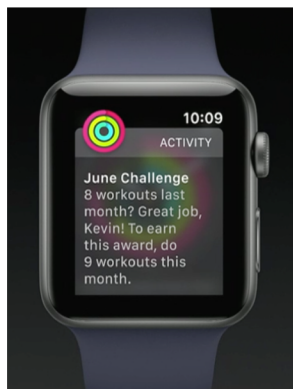 10:09
ACTIVITY
June Challenge
8 workouts last
month? Great job,
Kevin! To earn
this award, do
9 workouts this
month.